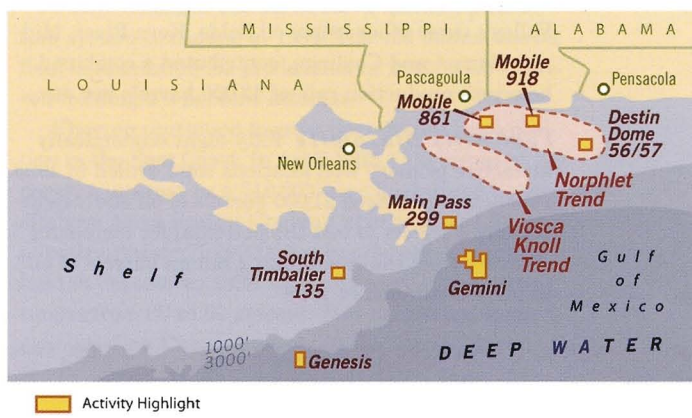 MISSISSIPPI
ALABAMA
LOUISIANA
Pascagoula
Mobile
918
Pensacola
Mobile
861
Destin
Dome
56/57
New Orleans
Norphlet
Trend
Main Pass
299
Viosca
Knoll
Trend
South
Timbalier
135
Shelf
Gemini
Gulf
of
Mexico
1000'
3000'
Genesis
DEEP WATER
Activity Highlight